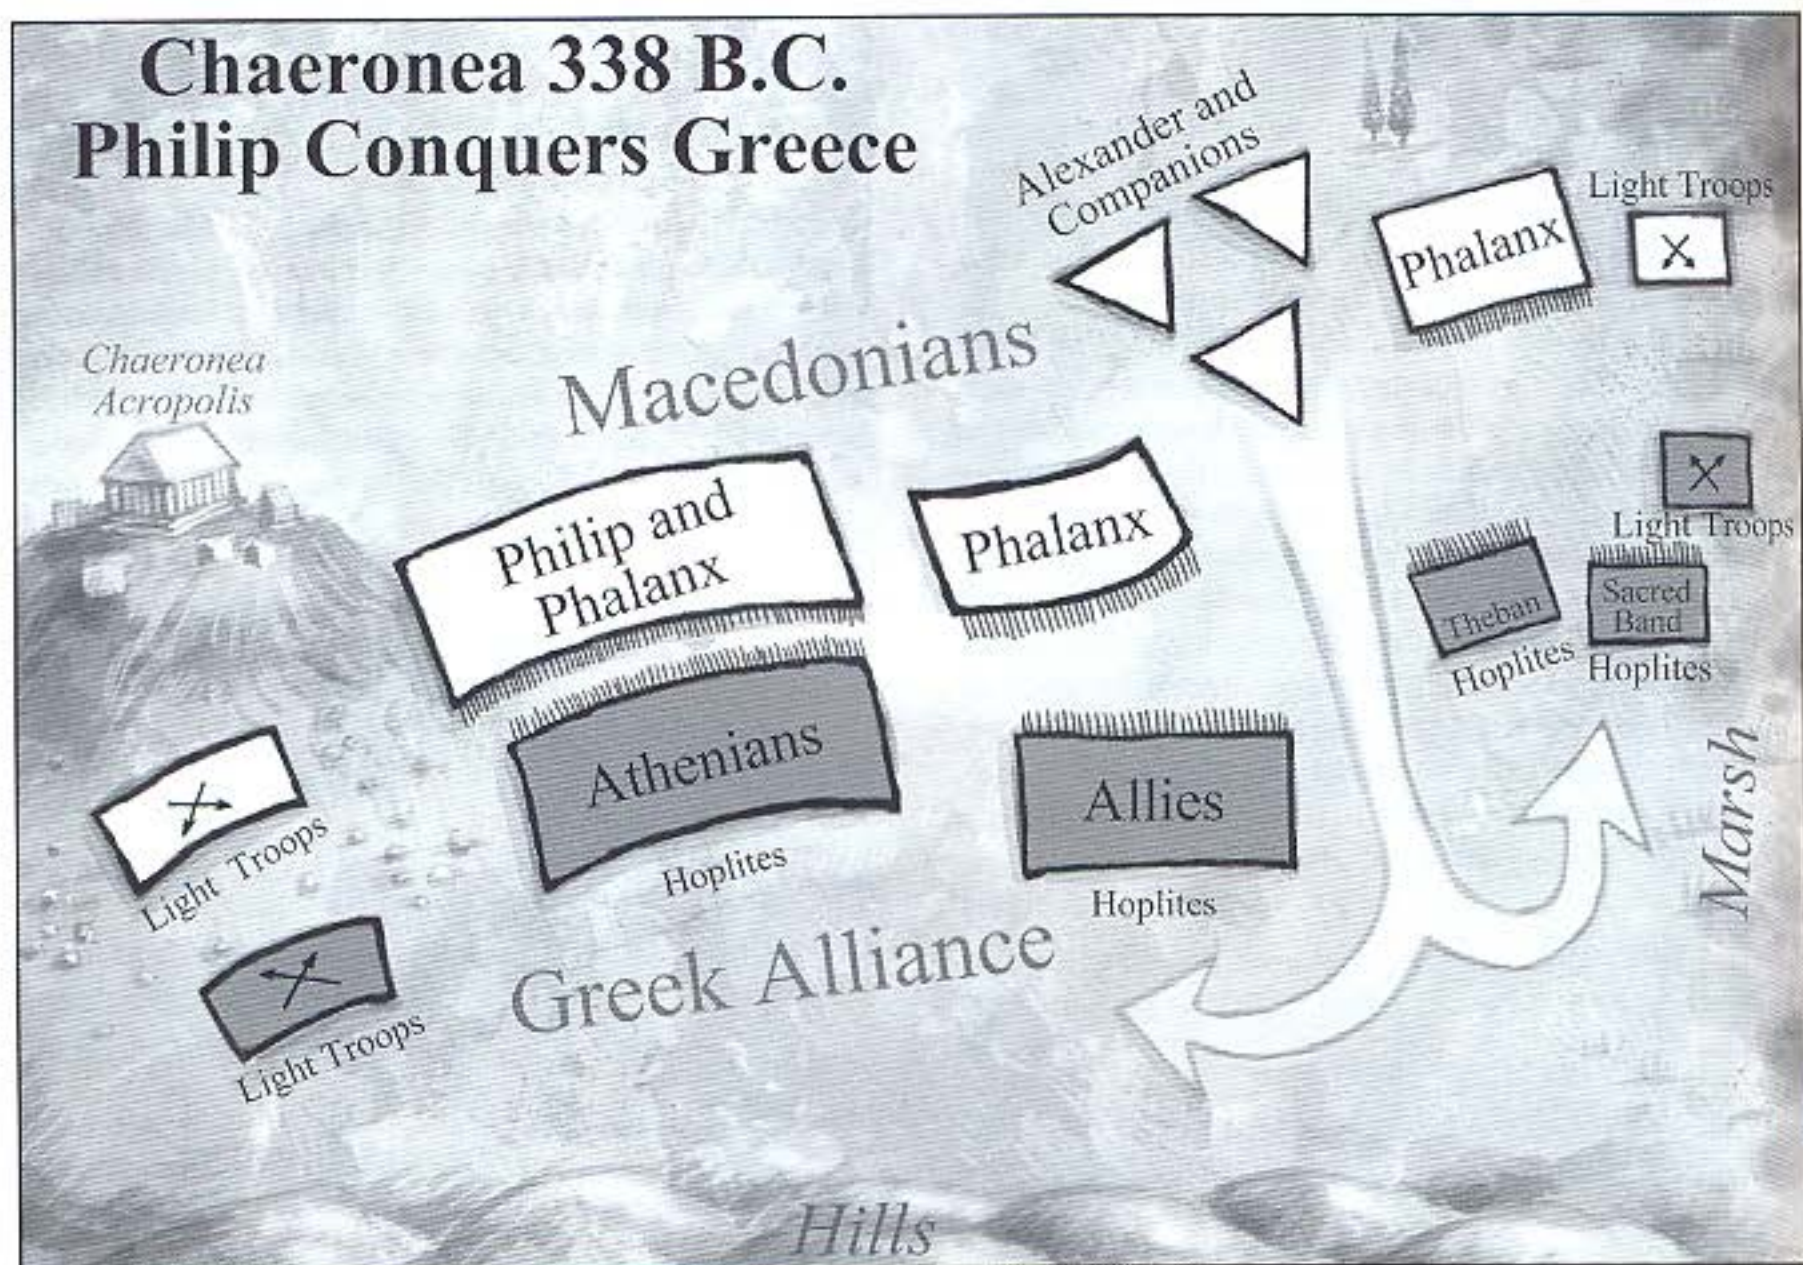 Chaeronea 338 B.C.
Philip Conquers Greece
Alexander and
Companions
Light Troops
Phalanx
Macedonians
Chaeronea
Acropolis
Philip and
Phalanx
Phalanx
Light Troops
Theban
Hoplites
Sacred
Band
Hoplites
Athenians
Hoplites
Allies
Hoplites
Marsh
Light Troops
Greek Alliance
Light Troops
Hills